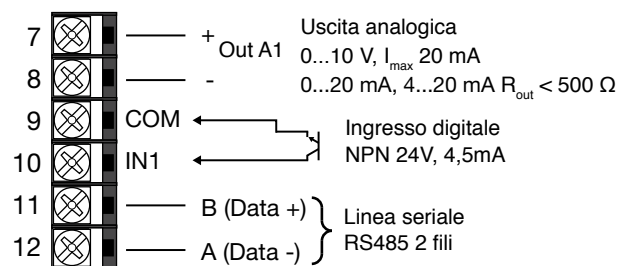 7 + Out A1 Uscita analogica
0...10 V, Imax 20 mA
8 - 0...20 mA, 4...20 mA Rout < 500 Ω
9 COM Ingresso digitale
10 IN1 NPN 24V, 4,5mA
11 B (Data +) Linea seriale
12 A (Data -) RS485 2 fili